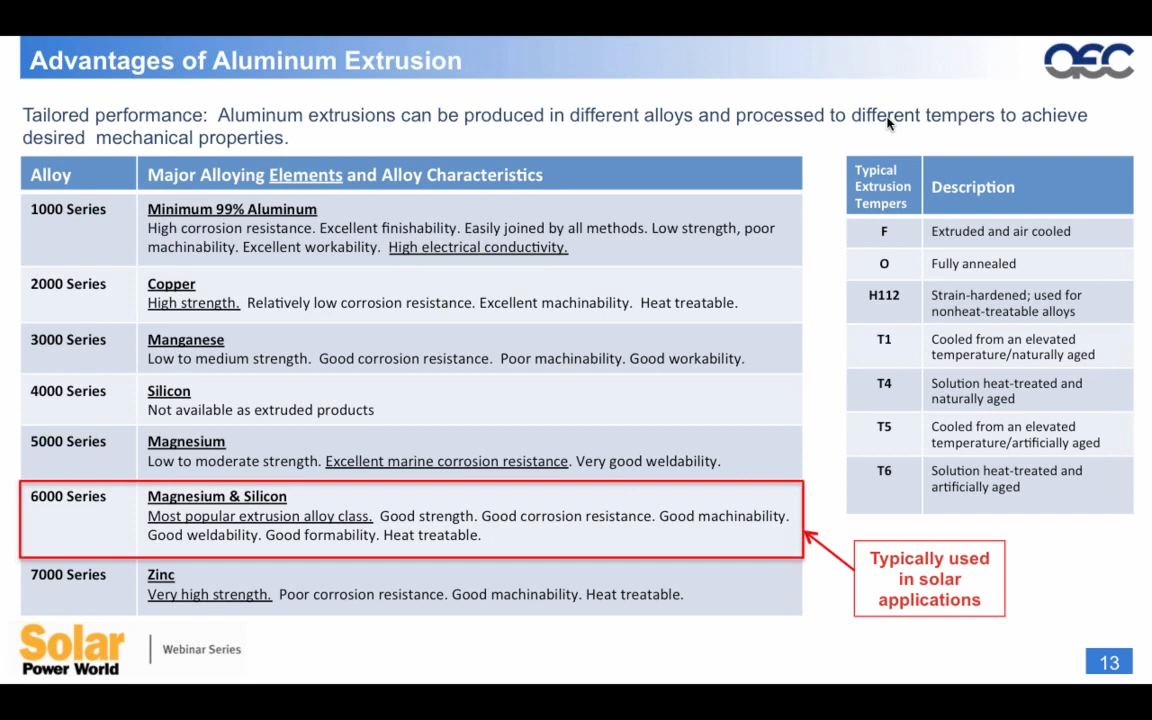 Advantages of Aluminum Extrusion
AEC
Tailored performance:  Aluminum extrusions can be produced in different alloys and processed to different tempers to achieve
desired  mechanical properties.
Alloy
Major Alloying Elements and Alloy Characteristics
1000 Series
Minimum 99% Aluminum
High corrosion resistance. Excellent finishability. Easily joined by all methods. Low strength, poor
machinability. Excellent workability.  High electrical conductivity.
2000 Series
Copper
High strength.  Relatively low corrosion resistance. Excellent machinability.  Heat treatable.
3000 Series
Manganese
Low to medium strength.  Good corrosion resistance.  Poor machinability. Good workability.
4000 Series
Silicon
Not available as extruded products
5000 Series
Magnesium
Low to moderate strength. Excellent marine corrosion resistance. Very good weldability.
6000 Series
Magnesium & Silicon
Most popular extrusion alloy class.  Good strength. Good corrosion resistance. Good machinability.
Good weldability. Good formability. Heat treatable.
7000 Series
Zinc
Very high strength.  Poor corrosion resistance. Good machinability. Heat treatable.
Typical
Extrusion
Tempers
Description
F
Extruded and air cooled
O
Fully annealed
H112
Strain-hardened; used for
nonheat-treatable alloys
T1
Cooled from an elevated
temperature/naturally aged
T4
Solution heat-treated and
naturally aged
T5
Cooled from an elevated
temperature/artificially aged
T6
Solution heat-treated and
artificially aged
Typically used
in solar
applications
Solar
Power World
Webinar Series
13